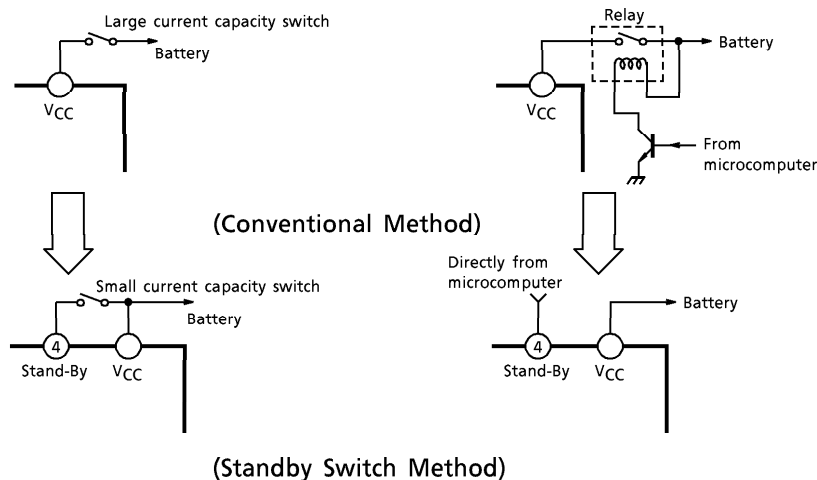 Large current capacity switch
Battery
VCC
Relay
Battery
VCC
From
microcomputer
(Conventional Method)
Small current capacity switch
Battery
4
Stand-By
VCC
Directly from
microcomputer
Battery
4
Stand-By
VCC
(Standby Switch Method)